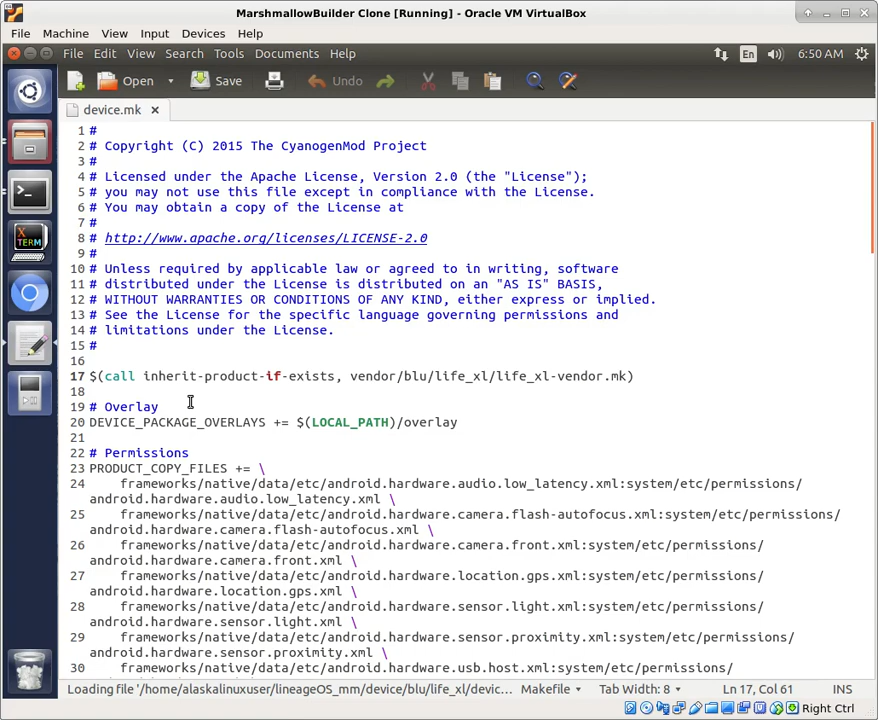 MarshmallowBuilder Clone [Running] - Oracle VM VirtualBox
File Machine View Input Devices Help
File Edit View Search Tools Documents Help En 6:50 AM
Open Save Undo
device.mk
1 #
2 # Copyright (C) 2015 The CyanogenMod Project
3 #
4 # Licensed under the Apache License, Version 2.0 (the "License");
5 # you may not use this file except in compliance with the License.
6 # You may obtain a copy of the License at
7 #
8 # http://www.apache.org/licenses/LICENSE-2.0
9 #
10 # Unless required by applicable law or agreed to in writing, software
11 # distributed under the License is distributed on an "AS IS" BASIS,
12 # WITHOUT WARRANTIES OR CONDITIONS OF ANY KIND, either express or implied.
13 # See the License for the specific language governing permissions and
14 # limitations under the License.
15 #
16
17 $(call inherit-product-if-exists, vendor/blu/life_xl/life_xl-vendor.mk)
18
19 # Overlay
20 DEVICE_PACKAGE_OVERLAYS += $(LOCAL_PATH)/overlay
21
22 # Permissions
23 PRODUCT_COPY_FILES += \
24 frameworks/native/data/etc/android.hardware.audio.low_latency.xml:system/etc/permissions/
android.hardware.audio.low_latency.xml \
25 frameworks/native/data/etc/android.hardware.camera.flash-autofocus.xml:system/etc/permissions/
android.hardware.camera.flash-autofocus.xml \
26 frameworks/native/data/etc/android.hardware.camera.front.xml:system/etc/permissions/
android.hardware.camera.front.xml \
27 frameworks/native/data/etc/android.hardware.location.gps.xml:system/etc/permissions/
android.hardware.location.gps.xml \
28 frameworks/native/data/etc/android.hardware.sensor.light.xml:system/etc/permissions/
android.hardware.sensor.light.xml \
29 frameworks/native/data/etc/android.hardware.sensor.proximity.xml:system/etc/permissions/
android.hardware.sensor.proximity.xml \
30 frameworks/native/data/etc/android.hardware.usb.host.xml:system/etc/permissions/
X TERM
Loading file '/home/alaskalinuxuser/lineageOS_mm/device/blu/life_xl/devic... Makefile Tab Width: 8 Ln 17, Col 61 INS
Right Ctrl